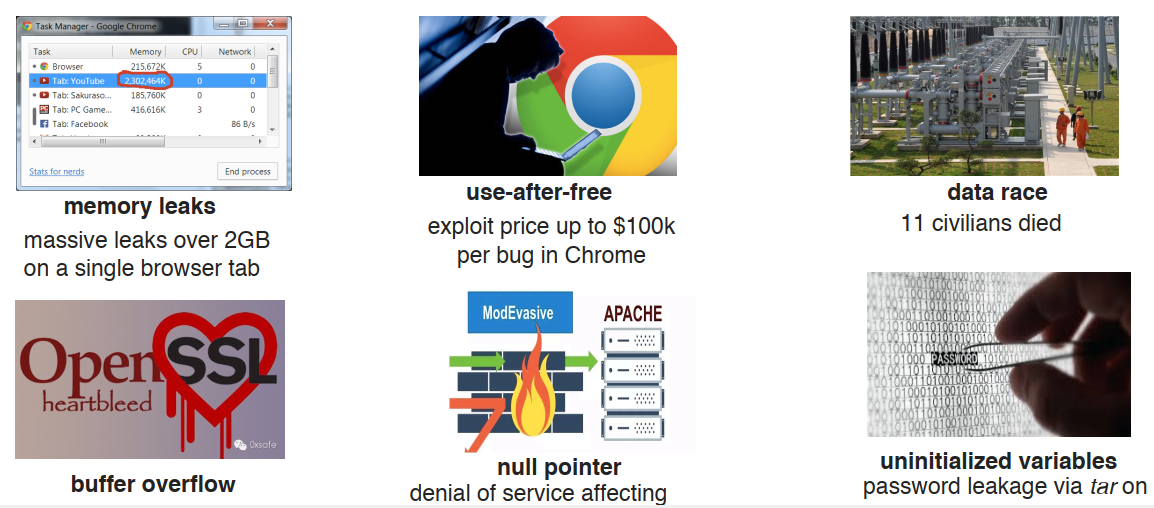 Task Manager - Google Chrome
Task Memory CPU Network
Browser 215,672K 5 0
Tab: YouTube 2,302,464K 0 0
Tab: Sakuraso... 185,760K 0 0
Tab: PC Game... 416,616K 3 0
Tab: Facebook 86 B/s
Stats for nerds
End process
memory leaks
massive leaks over 2GB
on a single browser tab
use-after-free
exploit price up to $100k
per bug in Chrome
data race
11 civilians died
OpenSSL
heartbleed
0xsafe
buffer overflow
ModEvasive
APACHE
null pointer
denial of service affecting
PASSWORD
uninitialized variables
password leakage via tar on